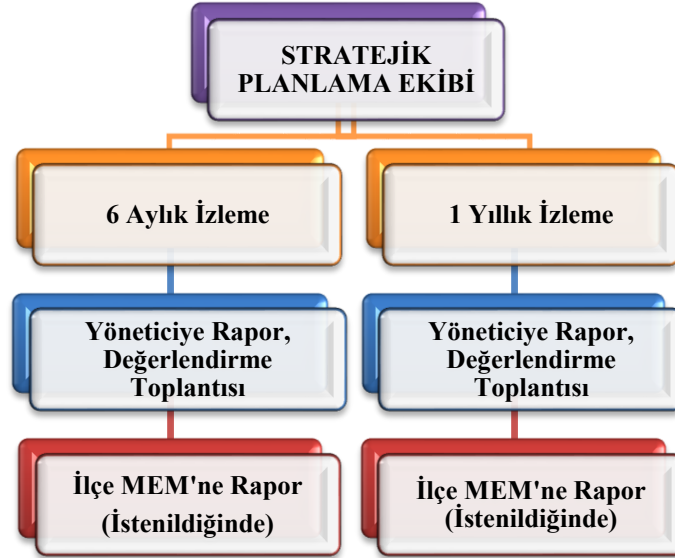 STRATEJİK
PLANLAMA EKİBİ
6 Aylık İzleme
1 Yıllık İzleme
Yöneticiye Rapor,
Değerlendirme
Toplantısı
Yöneticiye Rapor,
Değerlendirme
Toplantısı
İlçe MEM'ne Rapor
(İstenildiğinde)
İlçe MEM'ne Rapor
(İstenildiğinde)